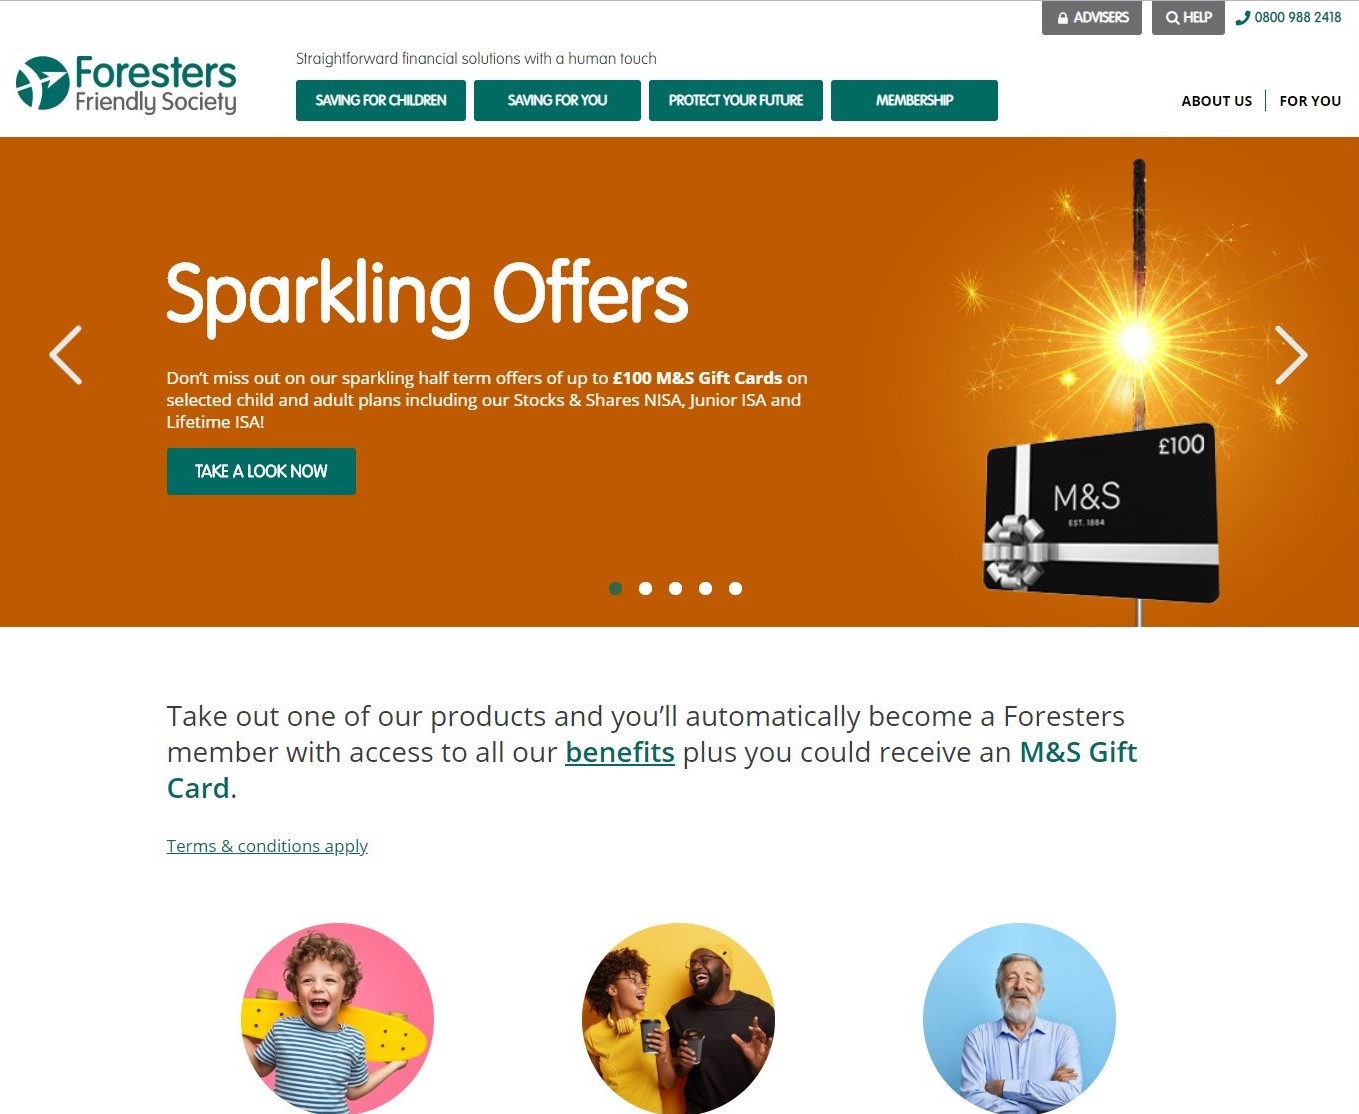 ADVISERS
HELP
0800 988 2418
Foresters
Friendly Society
Straightforward financial solutions with a human touch
SAVING FOR CHILDREN
SAVING FOR YOU
PROTECT YOUR FUTURE
MEMBERSHIP
ABOUT US
FOR YOU
Sparkling Offers
Don’t miss out on our sparkling half term offers of up to £100 M&S Gift Cards on
selected child and adult plans including our Stocks & Shares NISA, Junior ISA and
Lifetime ISA!
TAKE A LOOK NOW
£100
M&S
EST. 1884
Take out one of our products and you’ll automatically become a Foresters
member with access to all our benefits plus you could receive an M&S Gift
Card.
Terms & conditions apply